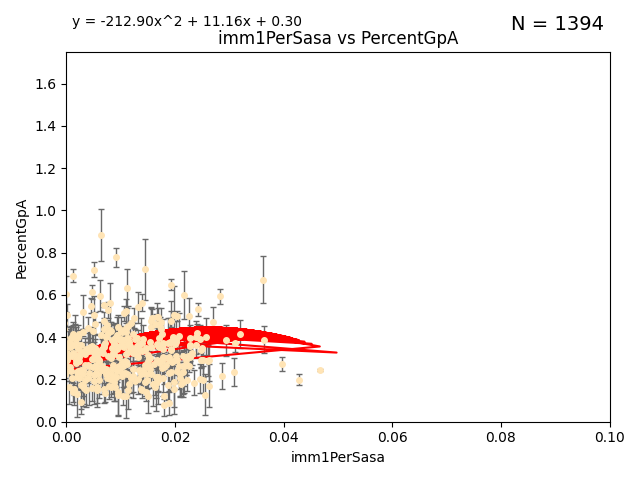 y = -212.90x^2 + 11.16x + 0.30
N = 1394
imm1PerSasa vs PercentGpA
PercentGpA
1.6
1.4
1.2
1.0
0.8
0.6
0.4
0.2
0.0
0.00 0.02 0.04 0.06 0.08 0.10
imm1PerSasa